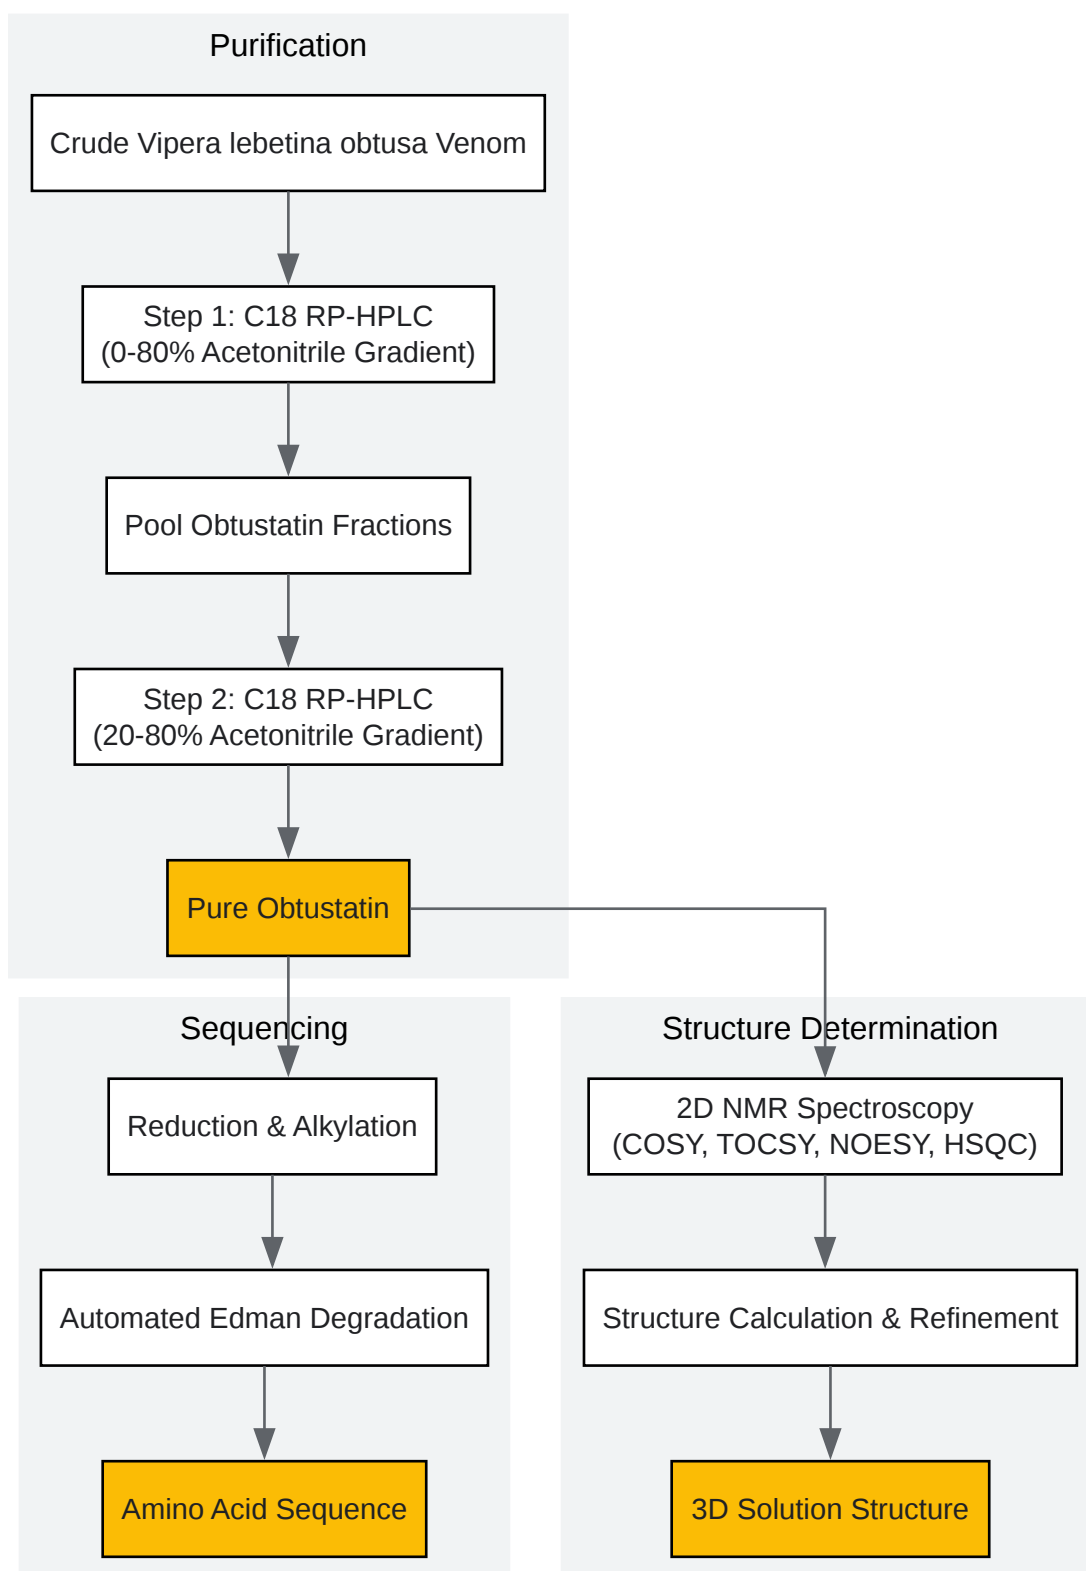 Purification
Crude Vipera lebetina obtusa Venom
Step 1: C18 RP-HPLC
(0-80% Acetonitrile Gradient)
Pool Obtustatin Fractions
Step 2: C18 RP-HPLC
(20-80% Acetonitrile Gradient)
Pure Obtustatin
Sequencing
Reduction & Alkylation
Automated Edman Degradation
Amino Acid Sequence
Structure Determination
2D NMR Spectroscopy
(COSY, TOCSY, NOESY, HSQC)
Structure Calculation & Refinement
3D Solution Structure